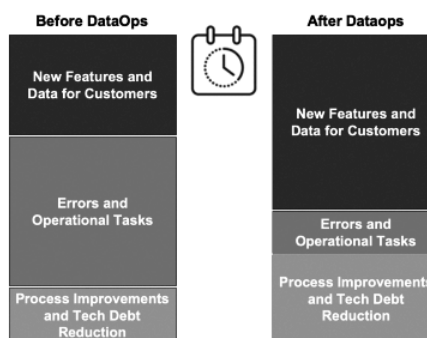 Before DataOps
New Features and
Data for Customers
Errors and
Operational Tasks
Process Improvements
and Tech Debt
Reduction
After Dataops
New Features and
Data for Customers
Errors and
Operational Tasks
Process Improvements
and Tech Debt
Reduction